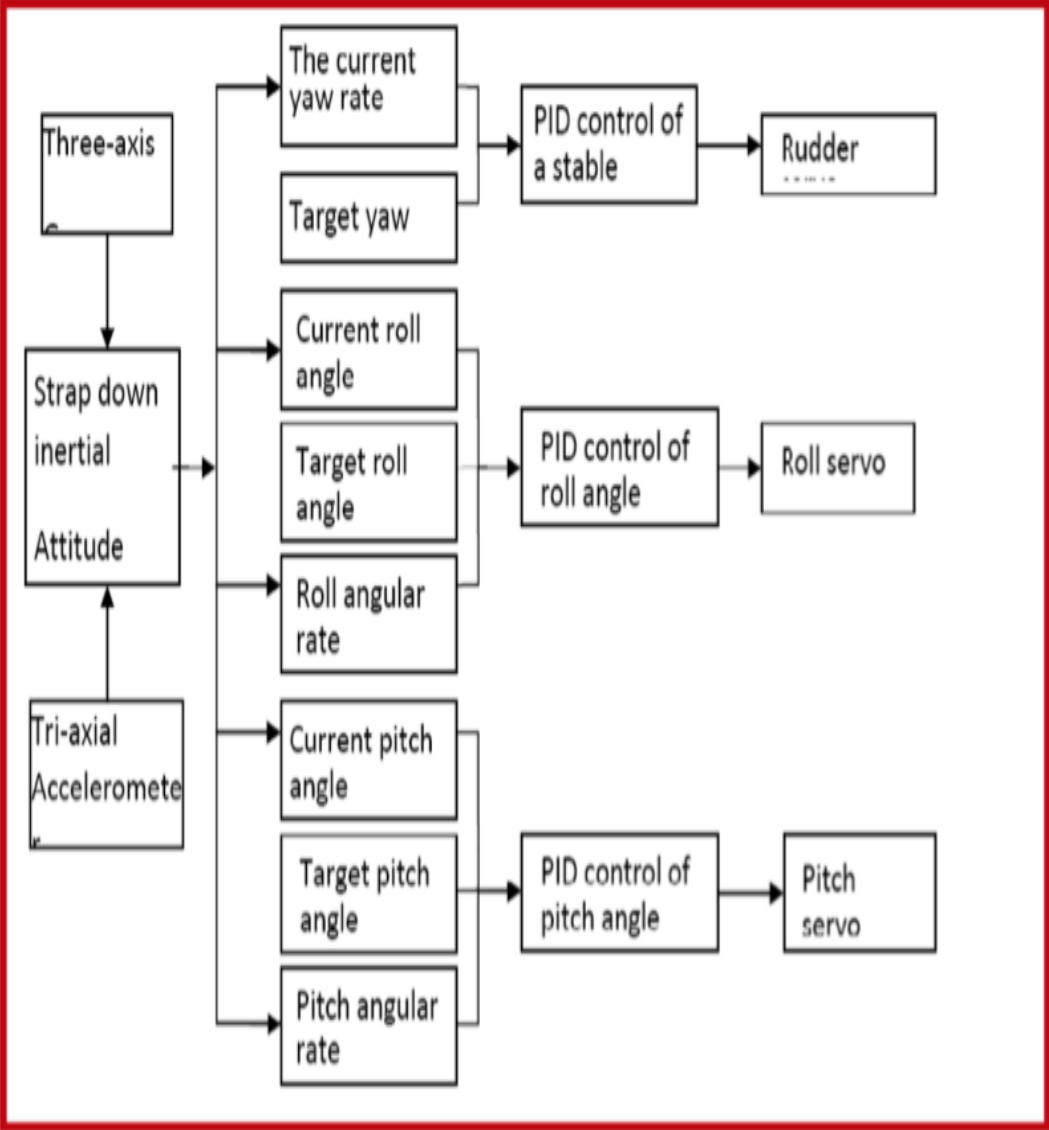 The current
yaw rate
Three-axis
PID control of
a stable
Rudder
Target yaw
Current roll
angle
Strap down
inertial
Attitude
Target roll
angle
PID control of
roll angle
Roll servo
Roll angular
rate
Tri-axial
Acceleromete
r
Current pitch
angle
Target pitch
angle
PID control of
pitch angle
Pitch
servo
Pitch angular
rate